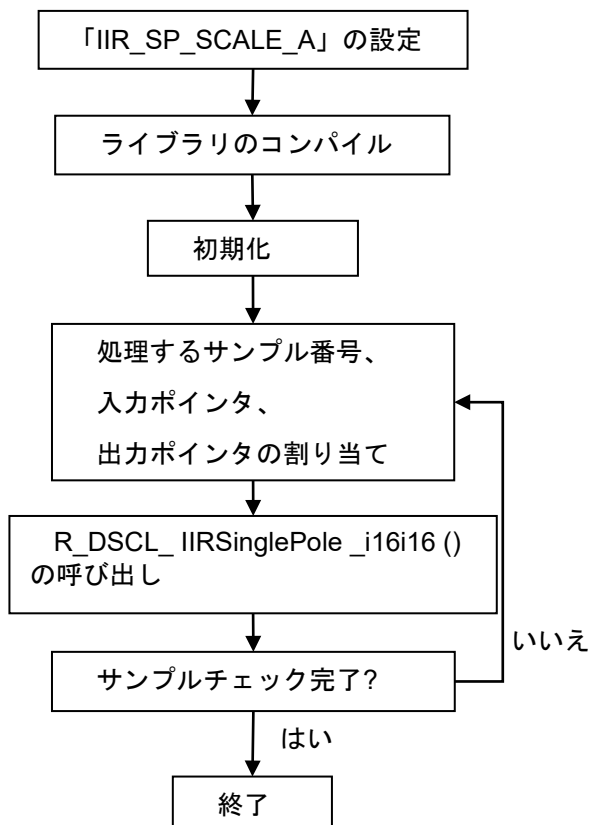 「IIR_SP_SCALE_A」の設定
ライブラリのコンパイル
初期化
処理するサンプル番号、
入力ポインタ、
出力ポインタの割り当て
R_DSCL_ IIRSinglePole _i16i16 ()
の呼び出し
いいえ
サンプルチェック完了?
はい
終了